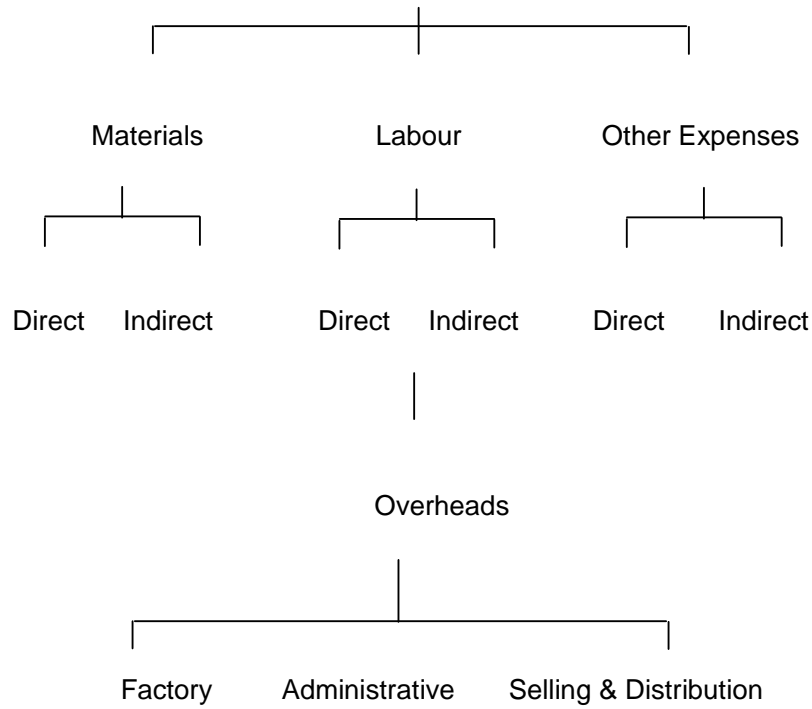 Materials Labour Other Expenses
Direct Indirect Direct Indirect Direct Indirect
Overheads
Factory Administrative Selling & Distribution